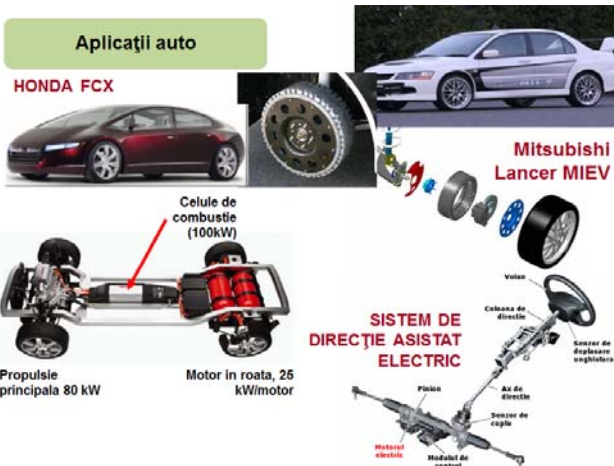 Aplicaţii auto
HONDA FCX
Mitsubishi
Lancer MIEV
Celule de
combustie
(100kW)
Propulsie
principala 80 kW
Motor in roata, 25
kW/motor
SISTEM DE
DIRECŢIE ASISTAT
ELECTRIC
Volan
Coloana de
directie
Senzor de
deplasare
unghiulara
Ax de
directie
Pinion
Senzor de
cuplu
Motorul
electric
Modulul de
control